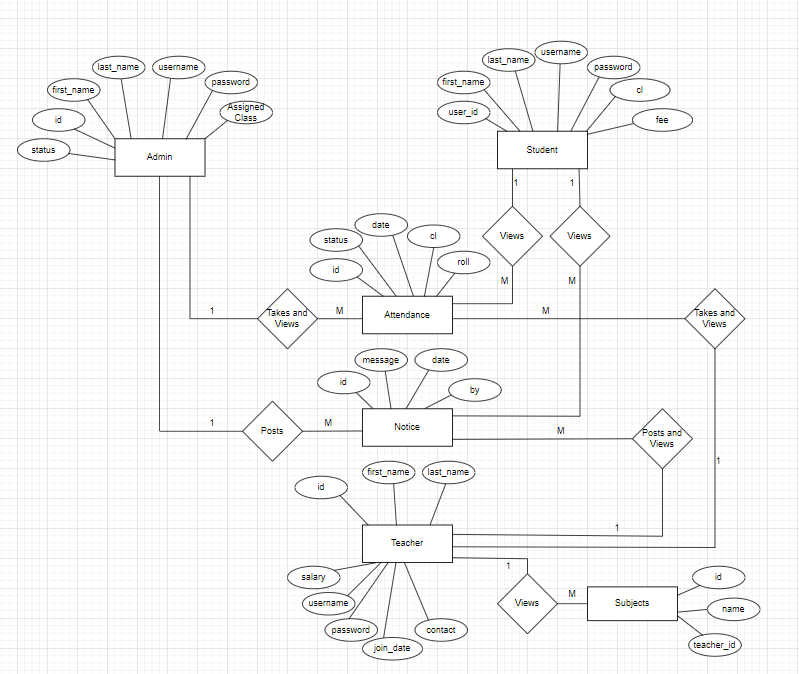 username
last_name
username
last_name
password
password
first_name
first_name
cl
Assigned
Class
user_id
fee
id
status
Admin
Student
1
1
date
status
cl
Views
Views
roll
id
M
M
1
Takes and
Views
M
Attendance
M
Takes and
Views
message
date
id
by
1
Posts
M
Notice
M
Posts and
Views
1
first_name
last_name
id
1
Teacher
1
salary
username
password
join_date
contact
Views
M
Subjects
id
name
teacher_id